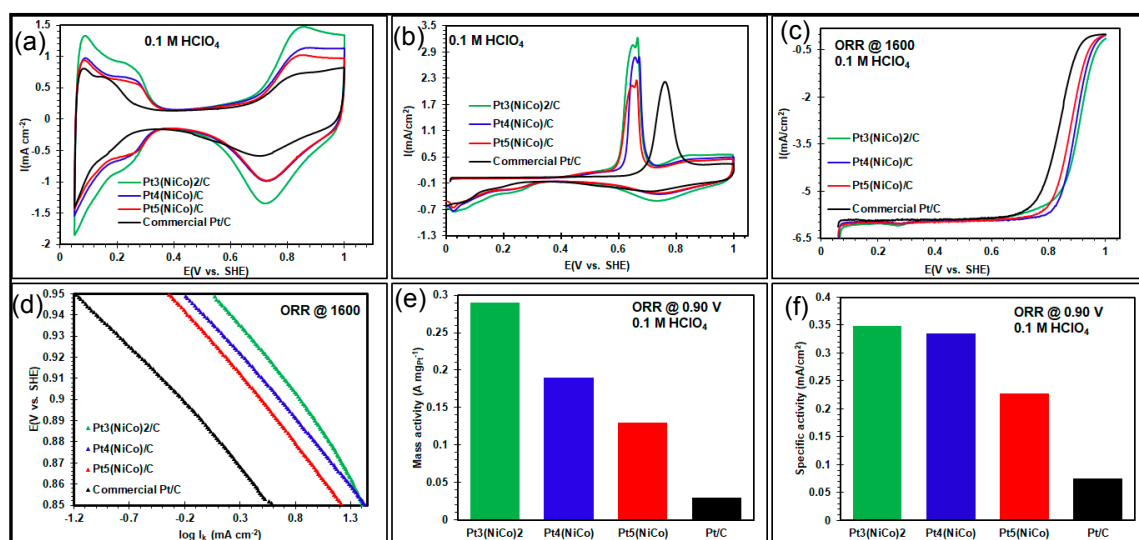 (a)
0.1 M HClO4
1.5
1
0.5
0
-0.5
-1
-1.5
-2
I(mA cm-2)
0
0.2
0.4
0.6
0.8
1
E(V vs. SHE)
Pt3(NiCo)2/C
Pt4(NiCo)/C
Pt5(NiCo)/C
Commercial Pt/C
(b)
0.1 M HClO4
3.7
3
2.2
1.5
0.5
-0.1
-0.7
-1.3
I(mA/cm2)
0
0.2
0.4
0.6
0.8
1
E(V vs. SHE)
Pt3(NiCo)2/C
Pt4(NiCo)/C
Pt5(NiCo)/C
Commercial Pt/C
(c)
ORR @ 1600
0.1 M HClO4
-0.5
-2
-3.5
-5
-6.5
I(mA/cm2)
0
0.2
0.4
0.6
0.8
1
E(V vs. SHE)
Pt3(NiCo)2/C
Pt4(NiCo)/C
Pt5(NiCo)/C
Commercial Pt/C
(d)
ORR @ 1600
0.95
0.94
0.93
0.92
0.91
0.9
0.89
0.88
0.87
0.86
0.85
E(V vs. SHE)
-1.2
-0.7
-0.2
0.3
0.8
1.3
log Ik (mA cm-2)
Pt3(NiCo)2/C
Pt4(NiCo)/C
Pt5(NiCo)/C
Commercial Pt/C
(e)
ORR @ 0.90 V
0.1 M HClO4
0.3
0.25
0.2
0.15
0.1
0.05
0
Mass activity (A mgPt-1)
Pt3(NiCo)2
Pt4(NiCo)
Pt5(NiCo)
Pt/C
(f)
ORR @ 0.90 V
0.1 M HClO4
0.4
0.35
0.3
0.25
0.2
0.15
0.1
0.05
0
Specific activity (mA/cm2)
Pt3(NiCo)2
Pt4(NiCo)
Pt5(NiCo)
Pt/C